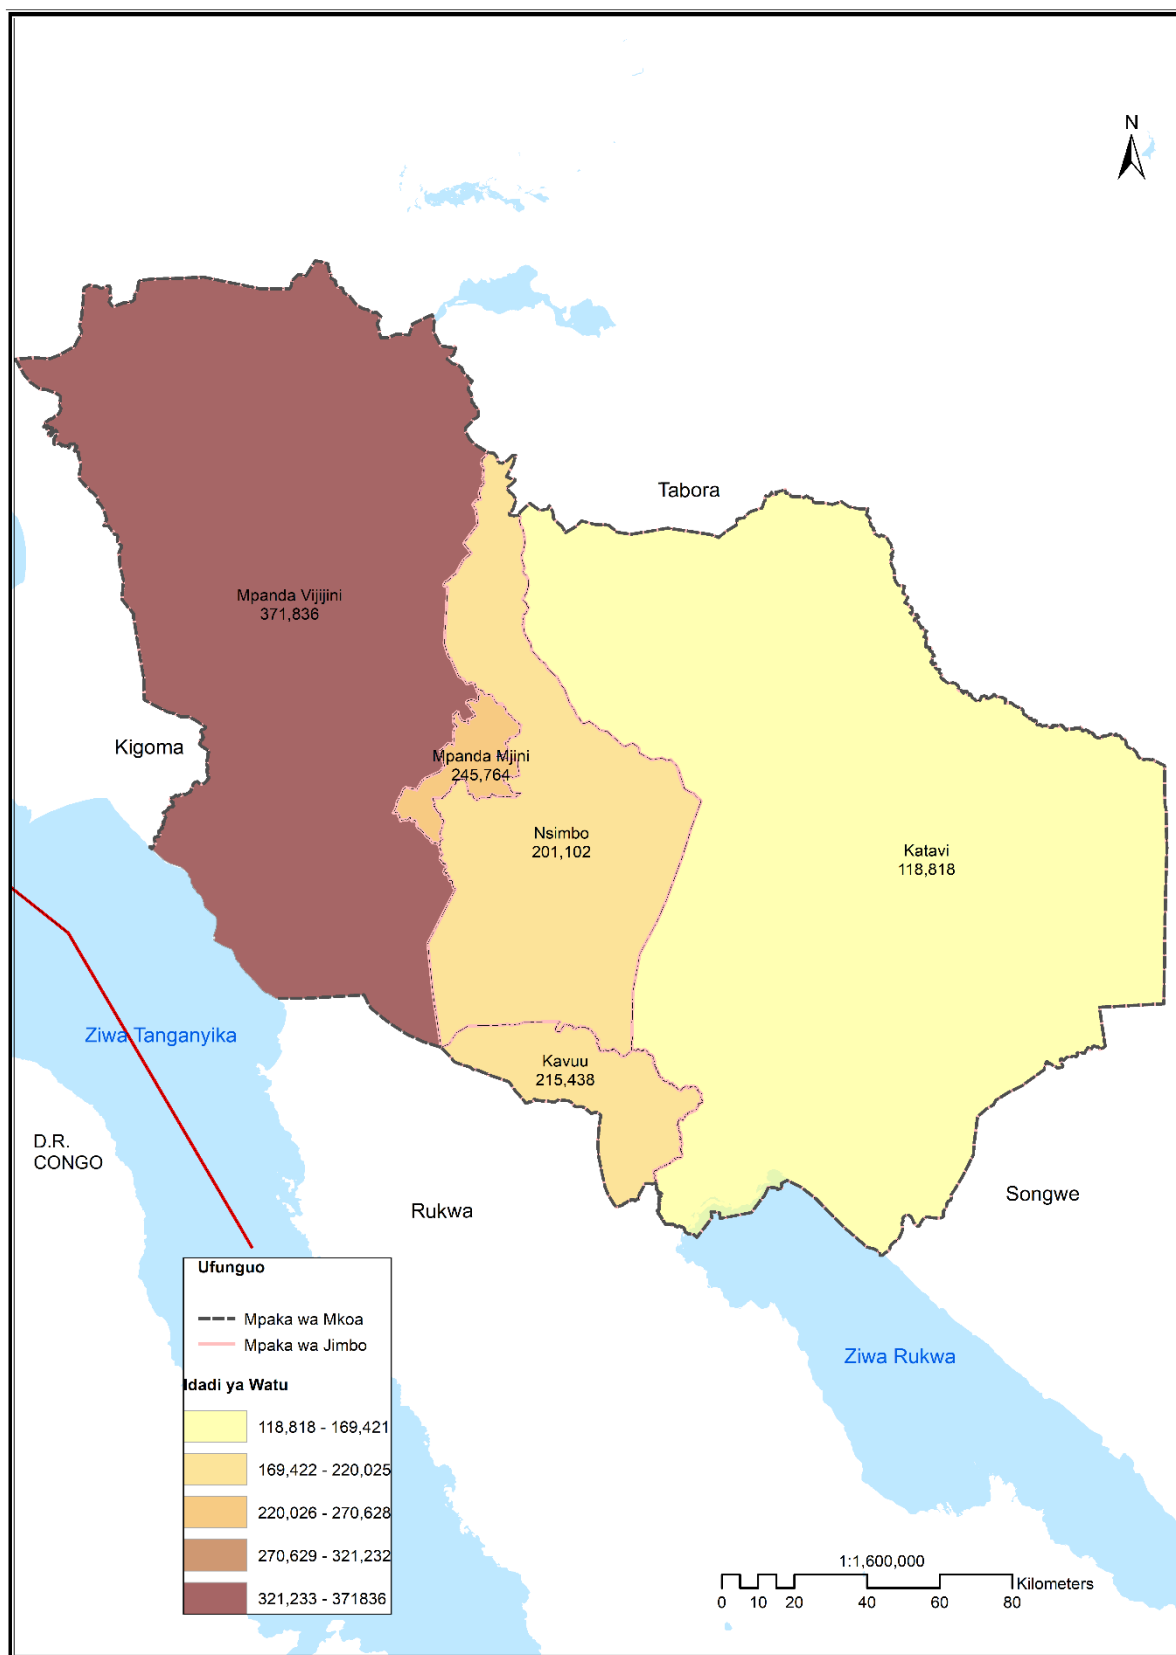 N
Tabora
Mpanda Vijijini
371,836
Kigoma
Mpanda Mjini
245,764
Nsimbo
201,102
Katavi
118,818
Ziwa Tanganyika
Kavuu
215,438
D.R.
CONGO
Rukwa
Songwe
Ufunguo
Mpaka wa Mkoa
Mpaka wa Jimbo
Idadi ya Watu
118,818 - 169,421
169,422 - 220,025
220,026 - 270,628
270,629 - 321,232
321,233 - 371836
Ziwa Rukwa
1:1,600,000
Kilometers
0 10 20 40 60 80